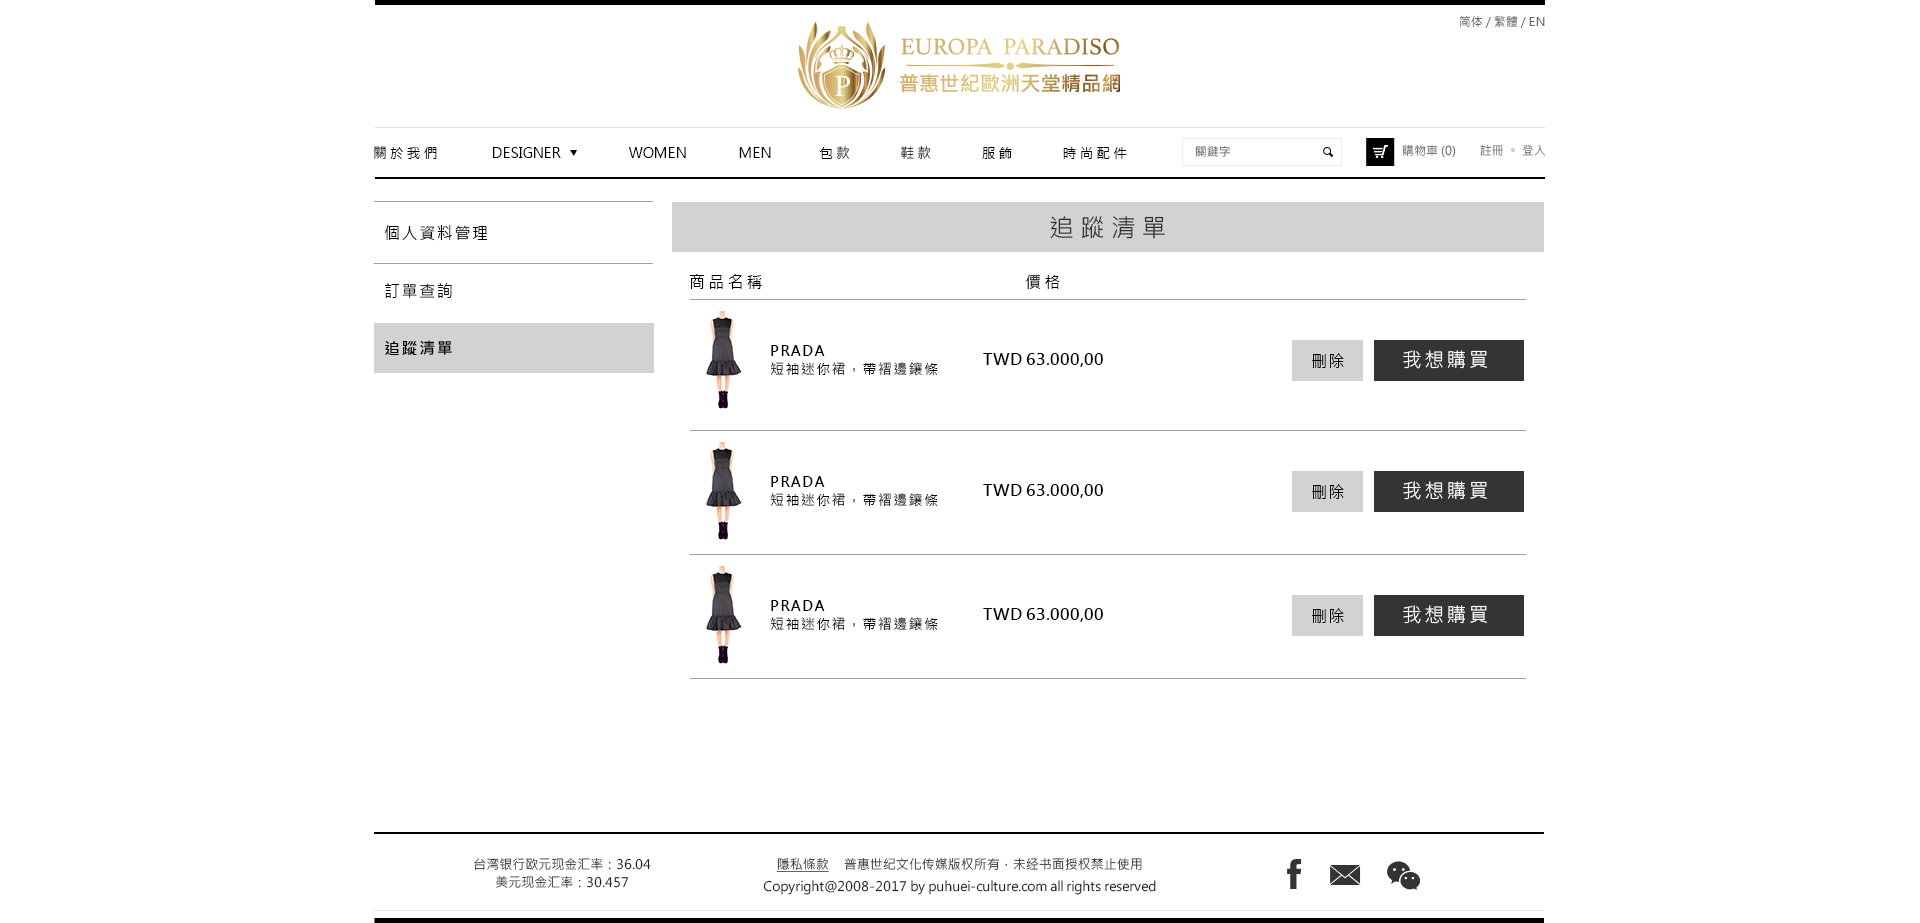 简体 / 繁體 / EN
EUROPA PARADISO
普惠世紀歐洲天堂精品網
P
關於我們 DESIGNER ▼ WOMEN MEN 包款 鞋款 服飾 時尚配件 關鍵字 購物車 (0) 註冊 • 登入
個人資料管理
訂單查詢
追蹤清單
追蹤清單
商品名稱 價格
PRADA
短袖迷你裙，帶褶邊鑲條
TWD 63.000,00
刪除 我想購買
PRADA
短袖迷你裙，帶褶邊鑲條
TWD 63.000,00
刪除 我想購買
PRADA
短袖迷你裙，帶褶邊鑲條
TWD 63.000,00
刪除 我想購買
台湾银行欧元现金汇率：36.04
美元现金汇率：30.457
隱私條款 普惠世纪文化传媒版权所有，未经书面授权禁止使用
Copyright@2008-2017 by puhuei-culture.com all rights reserved